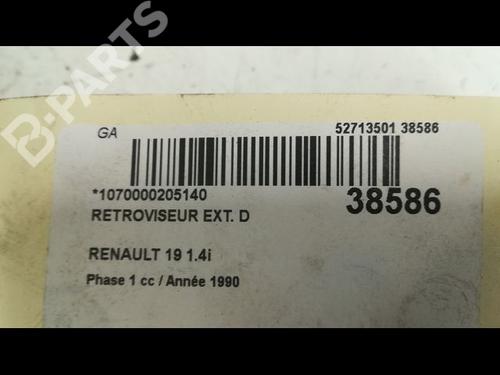 B-PARTS
GA
52713501 38586
*1070000205140
38586
RETROVISEUR EXT. D
RENAULT 19 1.4i
Phase 1 cc / Année 1990